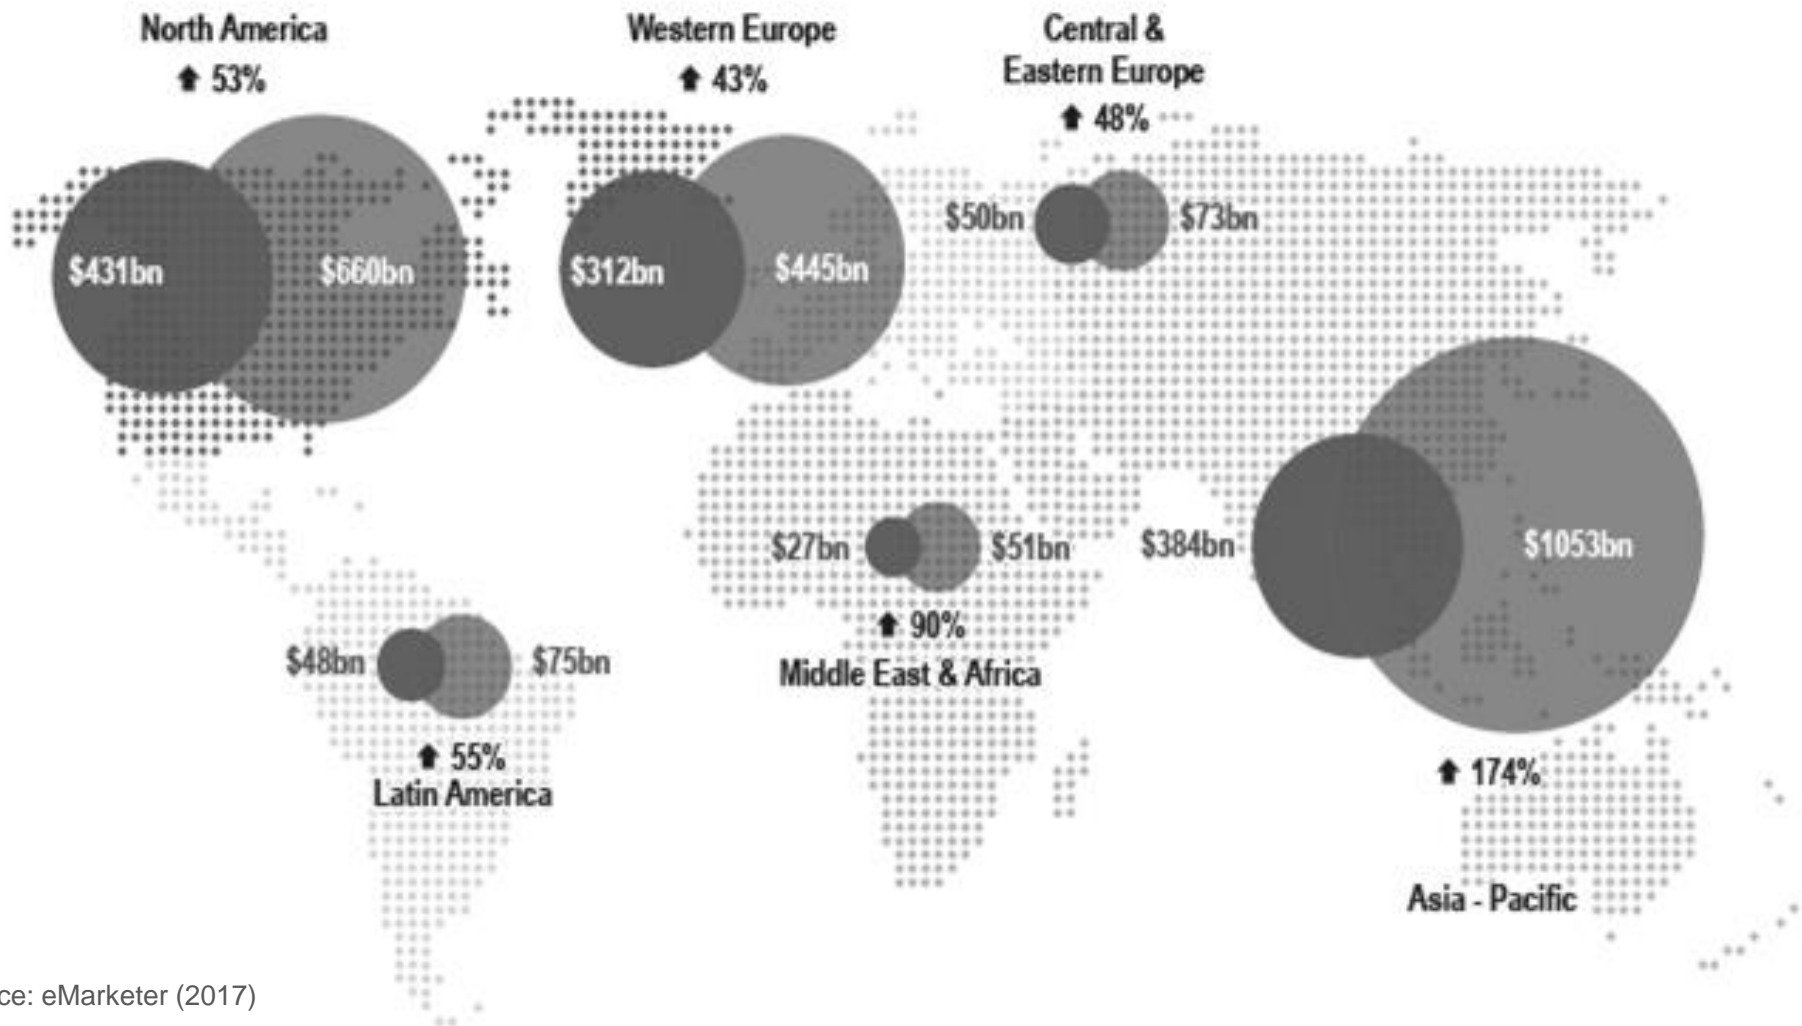 North America
53%
$431bn
$660bn
Western Europe
43%
$312bn
$445bn
Central &
Eastern Europe
48%
$50bn
$73bn
$27bn
$51bn
90%
Middle East & Africa
$384bn
$1053bn
174%
Asia - Pacific
$48bn
$75bn
55%
Latin America
ce: eMarketer (2017)